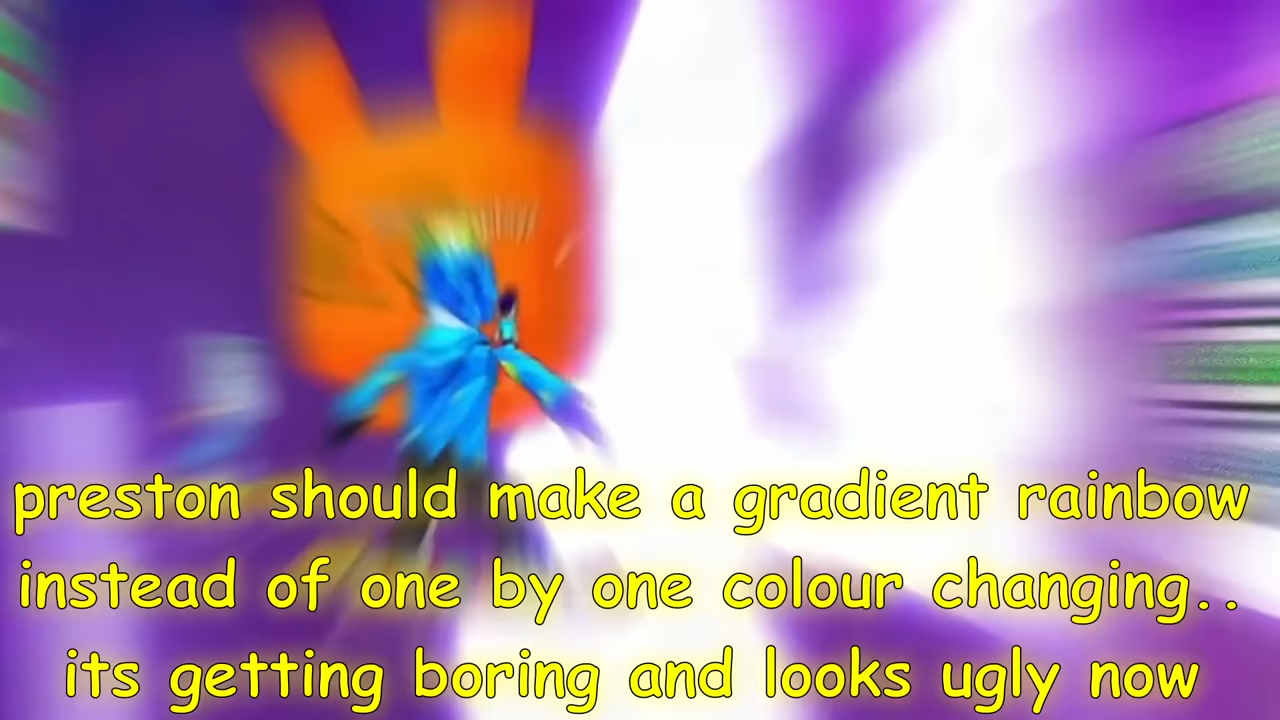 preston should make a gradient rainbow
instead of one by one colour changing..
its getting boring and looks ugly now